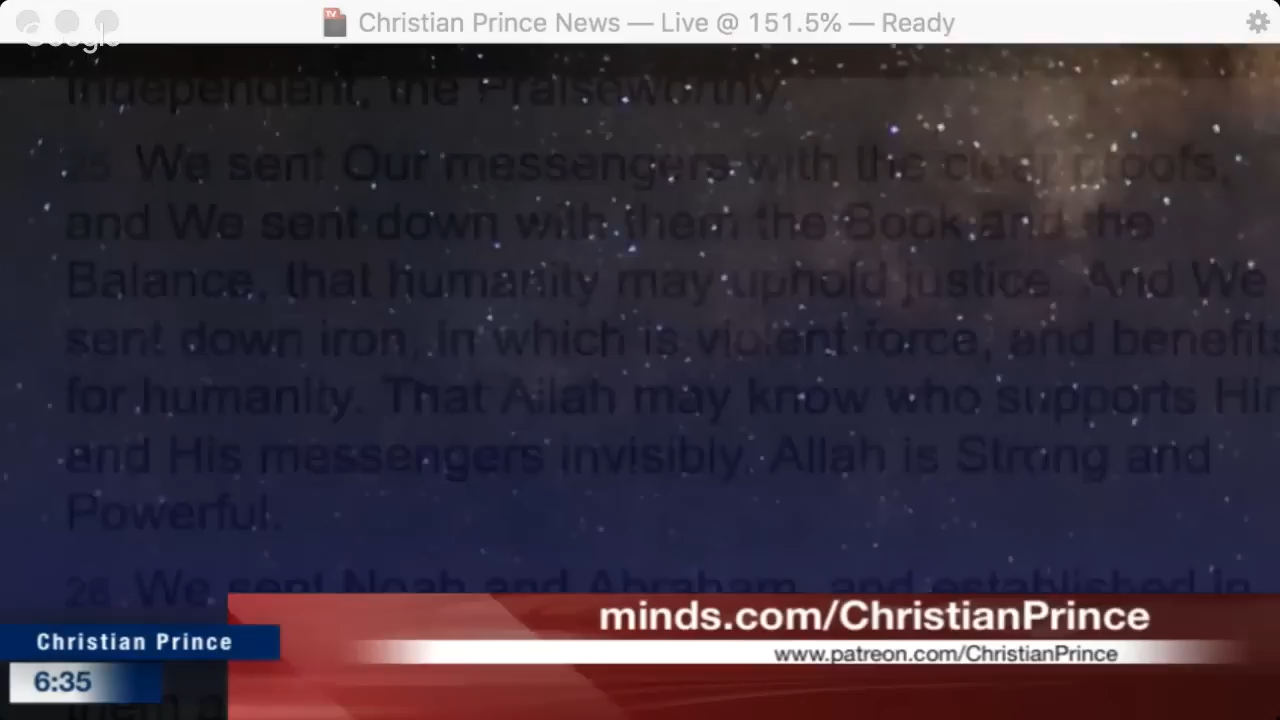 Christian Prince News — Live @ 151.5% — Ready
Google
Independent, the Praiseworthy
25 We sent Our messengers with the clear proofs,
and We sent down with them the Book and the
Balance, that humanity may uphold justice. And We
sent down iron, in which is violent force, and benefits
for humanity. That Allah may know who supports Hi
and His messengers invisibly. Allah is Strong and
Powerful.
26 We sent Noah and Abraham, and established in
minds.com/ChristianPrince
Christian Prince
www.patreon.com/ChristianPrince
6:35